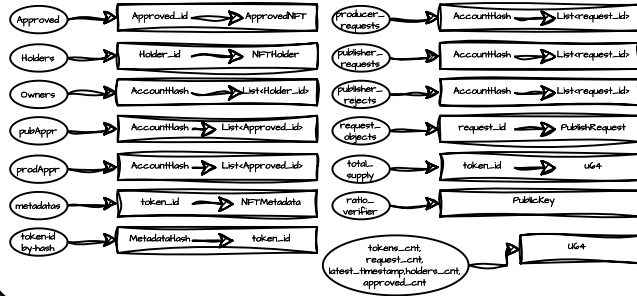 Approved
Approved_id
ApprovedNFT
Holders
Holder_id
NFTHolder
Owners
AccountHash
List<Holder_id>
pubAppr
AccountHash
List<Approved_id>
prodAppr
AccountHash
List<Approved_id>
metadatas
token_id
NFTMetadata
token-id
by-hash
MetadataHash
token_id
producer_
requests
AccountHash
List<request_id>
publisher_
requests
AccountHash
List<request_id>
publisher_
rejects
AccountHash
List<request_id>
request_
objects
request_id
PublishRequest
total_
supply
token_id
U64
ratio_
verifier
PublicKey
tokens_cnt,
request_cnt,
latest_timestamp,holders_cnt,
approved_cnt
U64